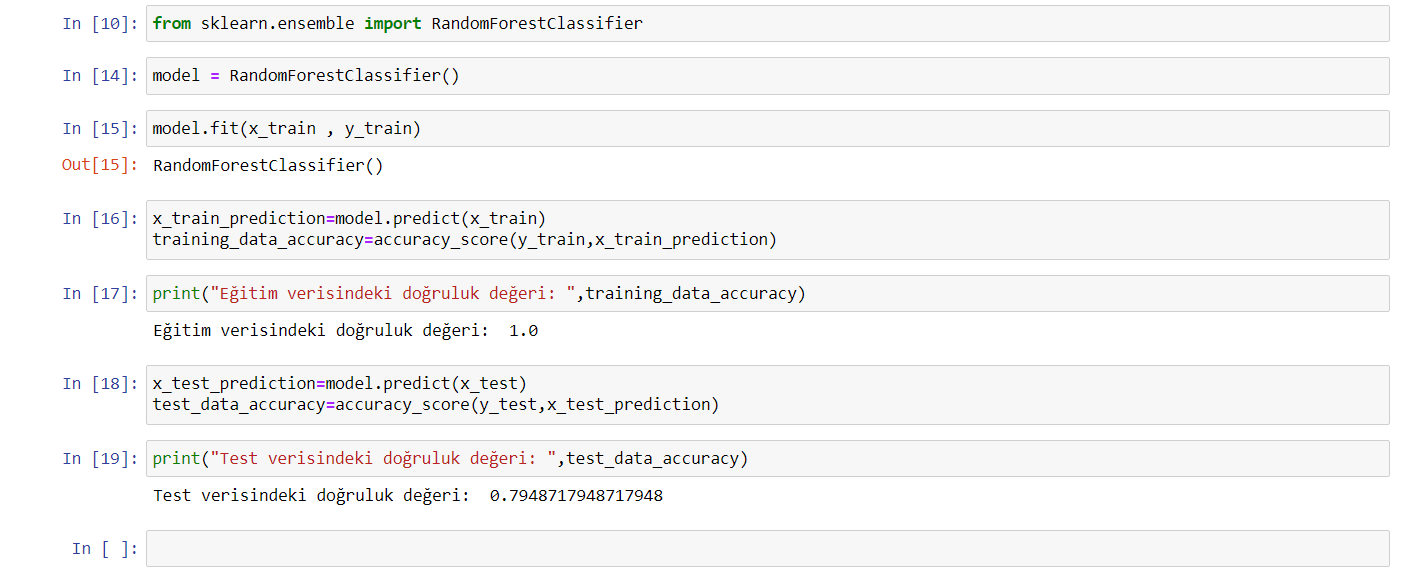 In [10]: from sklearn.ensemble import RandomForestClassifier
In [14]: model = RandomForestClassifier()
In [15]: model.fit(x_train , y_train)
Out[15]: RandomForestClassifier()
In [16]: x_train_prediction=model.predict(x_train)
training_data_accuracy=accuracy_score(y_train,x_train_prediction)
In [17]: print("Eğitim verisindeki doğruluk değeri: ",training_data_accuracy)
Eğitim verisindeki doğruluk değeri:  1.0
In [18]: x_test_prediction=model.predict(x_test)
test_data_accuracy=accuracy_score(y_test,x_test_prediction)
In [19]: print("Test verisindeki doğruluk değeri: ",test_data_accuracy)
Test verisindeki doğruluk değeri:  0.7948717948717948
In [ ]: